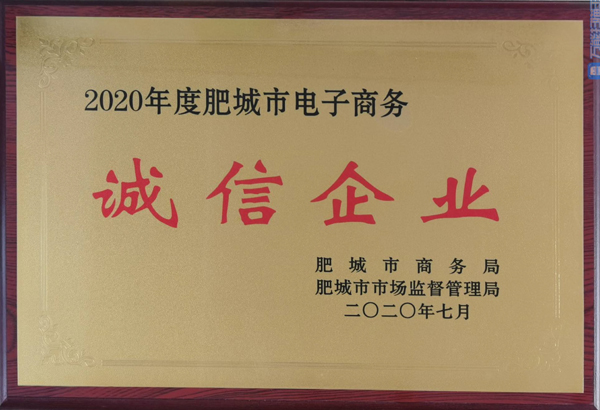 2020年度肥城市电子商务
诚信企业
肥城市商务局
肥城市市场监督管理局
二〇二〇年七月